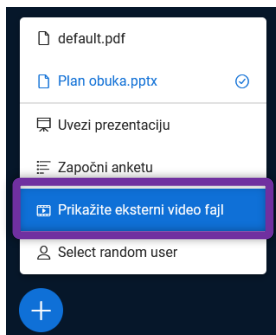 default.pdf
Plan obuka.pptx
Uvezi prezentaciju
Započni anketu
Prikažite eksterni video fajl
Select random user